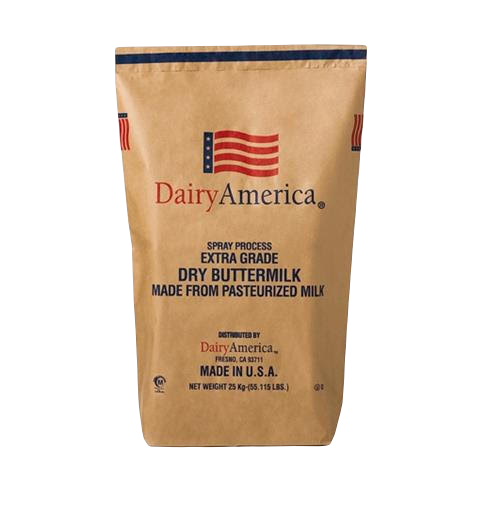 DairyAmerica®
SPRAY PROCESS
EXTRA GRADE
DRY BUTTERMILK
MADE FROM PASTEURIZED MILK
DISTRIBUTED BY
DairyAmerica™
FRESNO, CA 93711
MADE IN U.S.A.
NET WEIGHT 25 Kg-(55.115 LBS.)